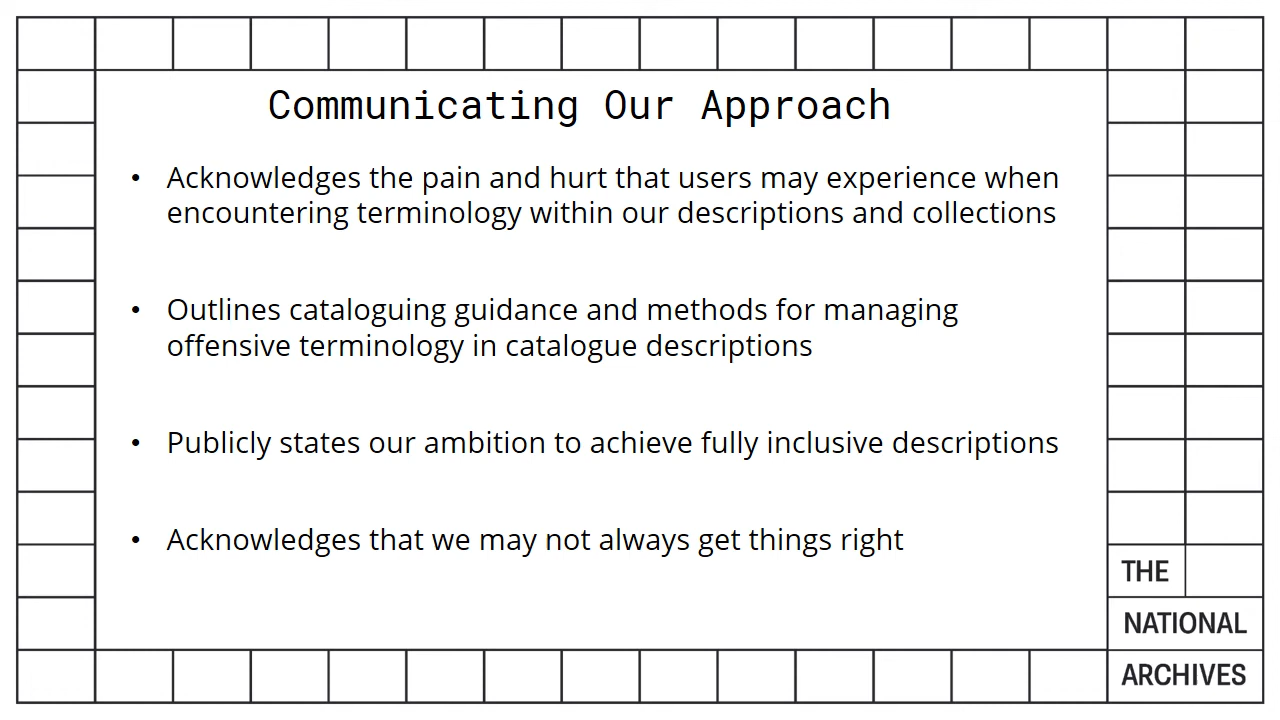 Communicating Our Approach
• Acknowledges the pain and hurt that users may experience when
encountering terminology within our descriptions and collections
• Outlines cataloguing guidance and methods for managing
offensive terminology in catalogue descriptions
• Publicly states our ambition to achieve fully inclusive descriptions
• Acknowledges that we may not always get things right
THE
NATIONAL
ARCHIVES